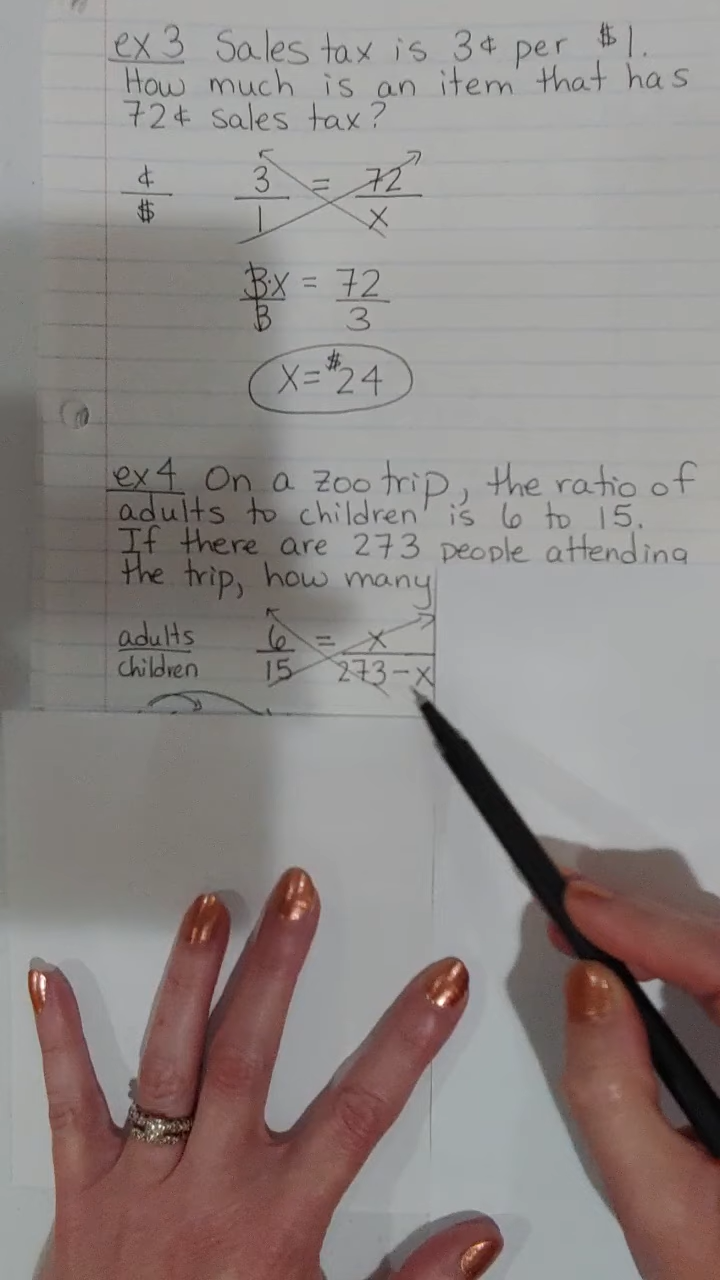 ex 3 Sales tax is 3¢ per $1.
How much is an item that has
72¢ sales tax?
¢/$ 3/1 = 72/x
3·x/3 = 72/3
x = $24
ex 4 On a zoo trip, the ratio of
adults to children is 6 to 15.
If there are 273 people attending
the trip, how many
adults/children 6/15 = x/273-x